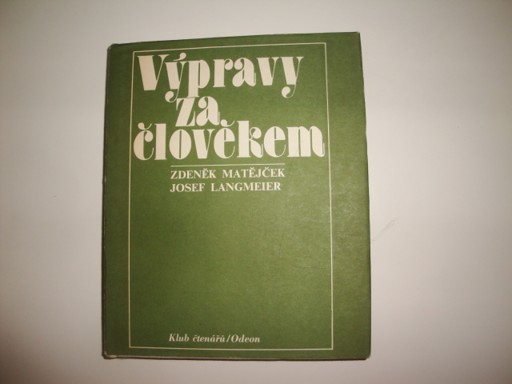 Výpravy
za
člověkem
ZDENĚK MATĚJČEK
JOSEF LANGMEIER
Klub čtenářů/Odeon